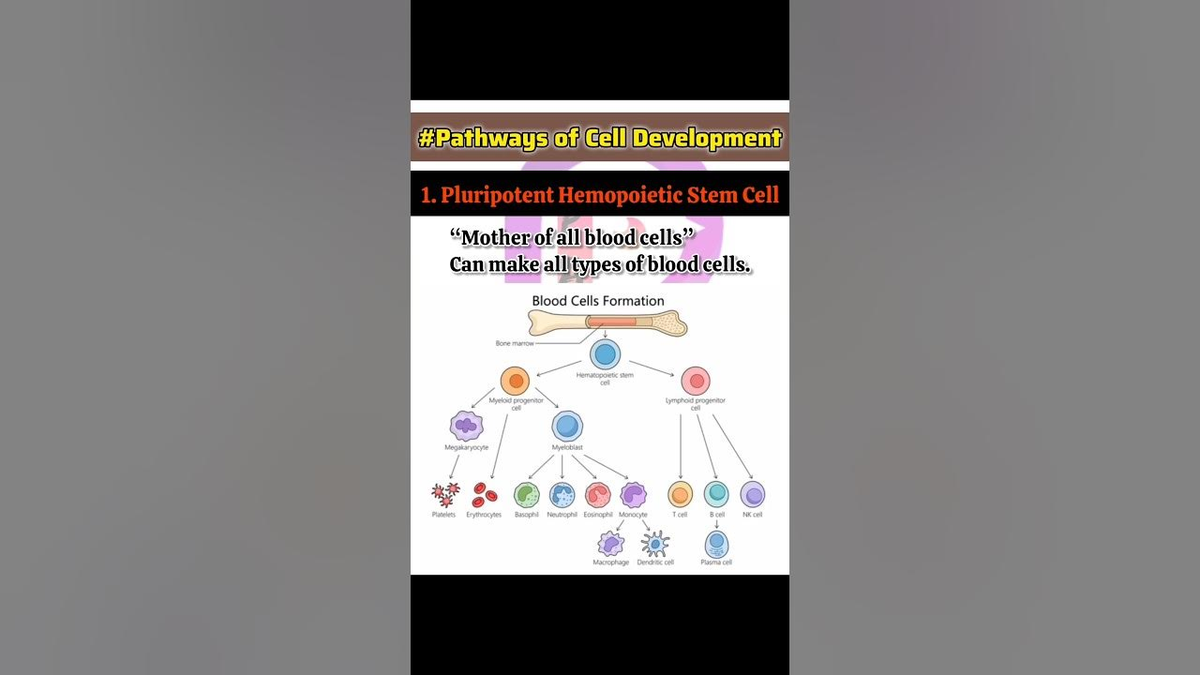 #Pathways of Cell Development
1. Pluripotent Hemopoietic Stem Cell
“Mother of all blood cells”
Can make all types of blood cells.
Blood Cells Formation
Bone marrow
Hematopoietic stem
cell
Myeloid progenitor
cell
Lymphoid progenitor
cell
Megakaryocyte
Myeloblast
Platelets
Erythrocytes
Basophil
Neutrophil
Eosinophil
Monocyte
T cell
B cell
NK cell
Macrophage
Dendritic cell
Plasma cell